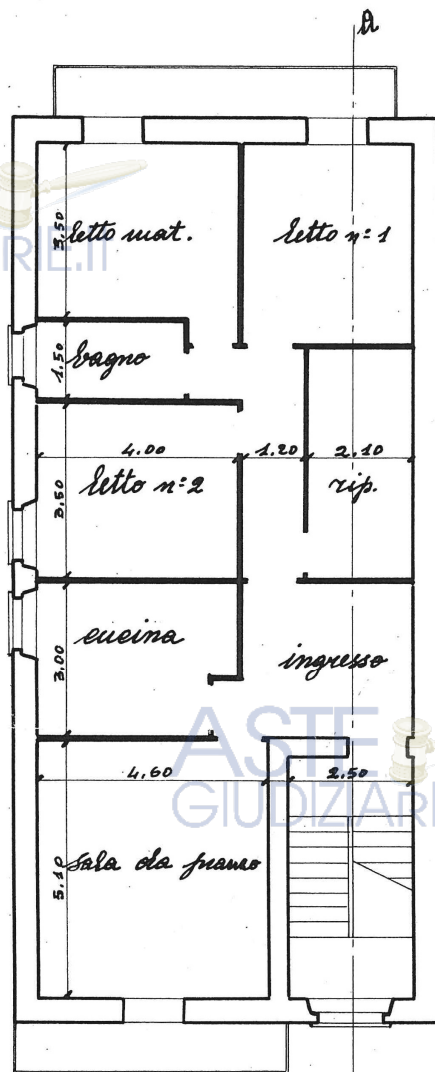 A
3.50
letto mat.
letto n=1
RIE.it
1.50
bagno
4.00
1.20
2.10
3.50
letto n=2
rip.
3.00
cucina
ingresso
ASTE
GIUDIZIARIE
4.60
2.50
5.10
sala da pranzo